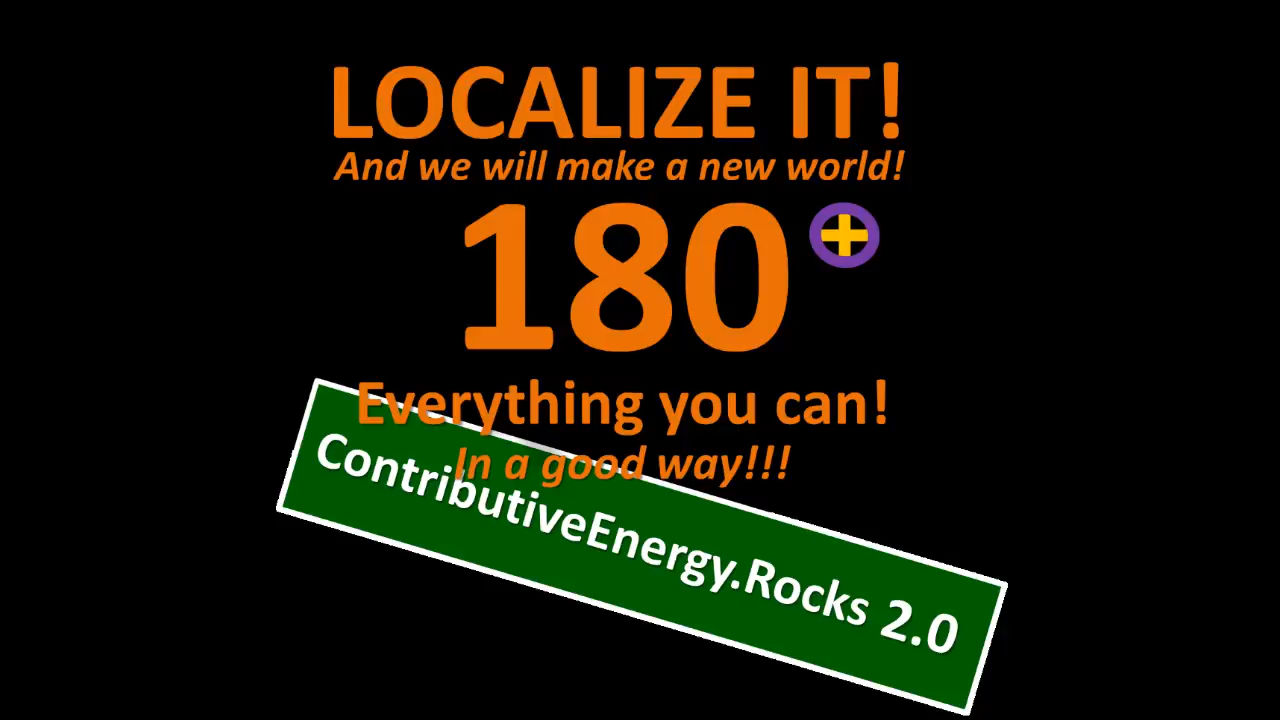 LOCALIZE IT!
And we will make a new world!
180
Everything you can!
In a good way!!!
ContributiveEnergy.Rocks 2.0